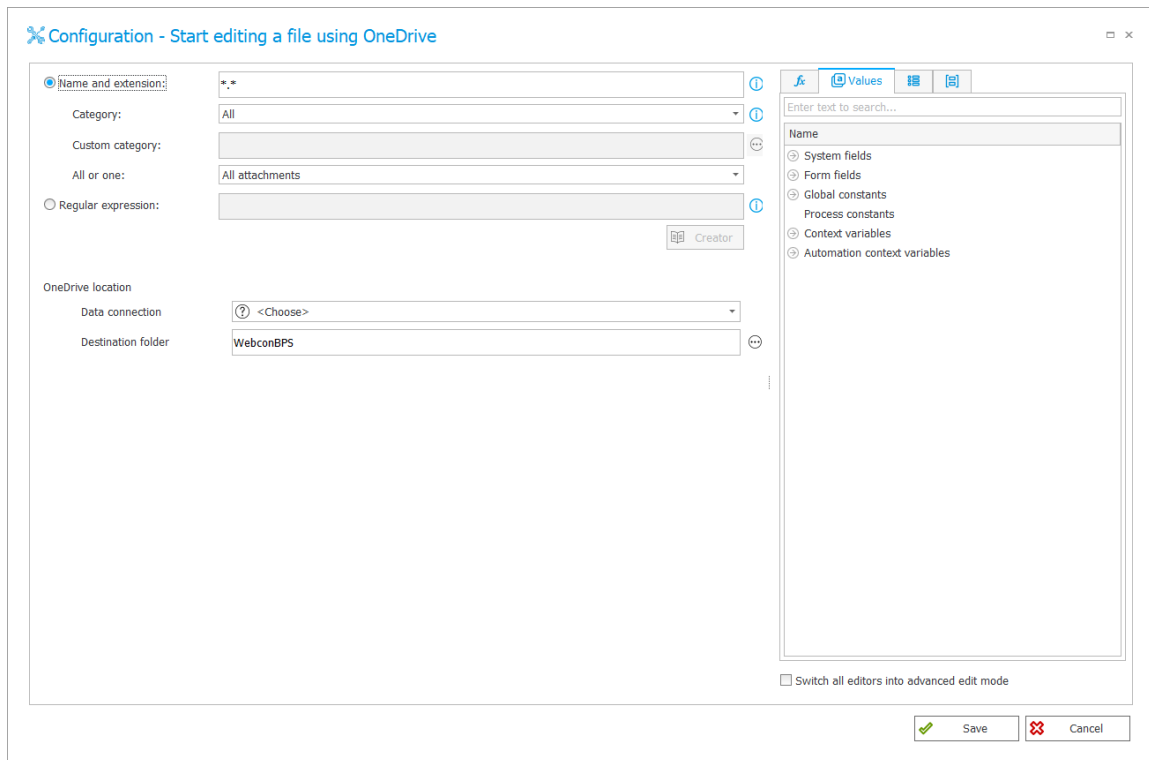 Configuration - Start editing a file using OneDrive
Name and extension:
*.*
Category:
All
Custom category:
All or one:
All attachments
Regular expression:
Creator
OneDrive location
Data connection
<Choose>
Destination folder
WebconBPS
fx
Values
Enter text to search...
Name
System fields
Form fields
Global constants
Process constants
Context variables
Automation context variables
Switch all editors into advanced edit mode
Save
Cancel